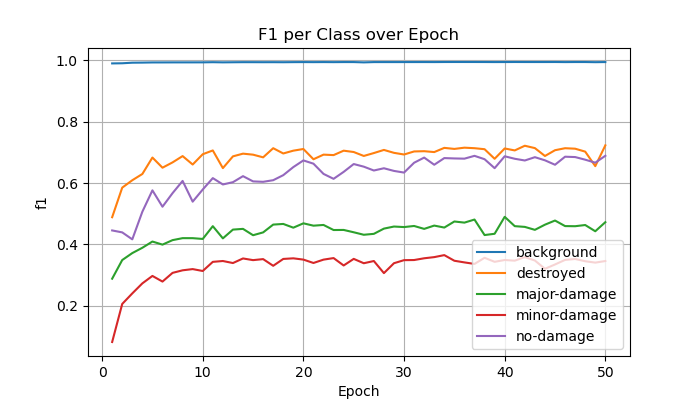 F1 per Class over Epoch
f1
1.0
0.8
0.6
0.4
0.2
0
10
20
30
40
50
Epoch
background
destroyed
major-damage
minor-damage
no-damage